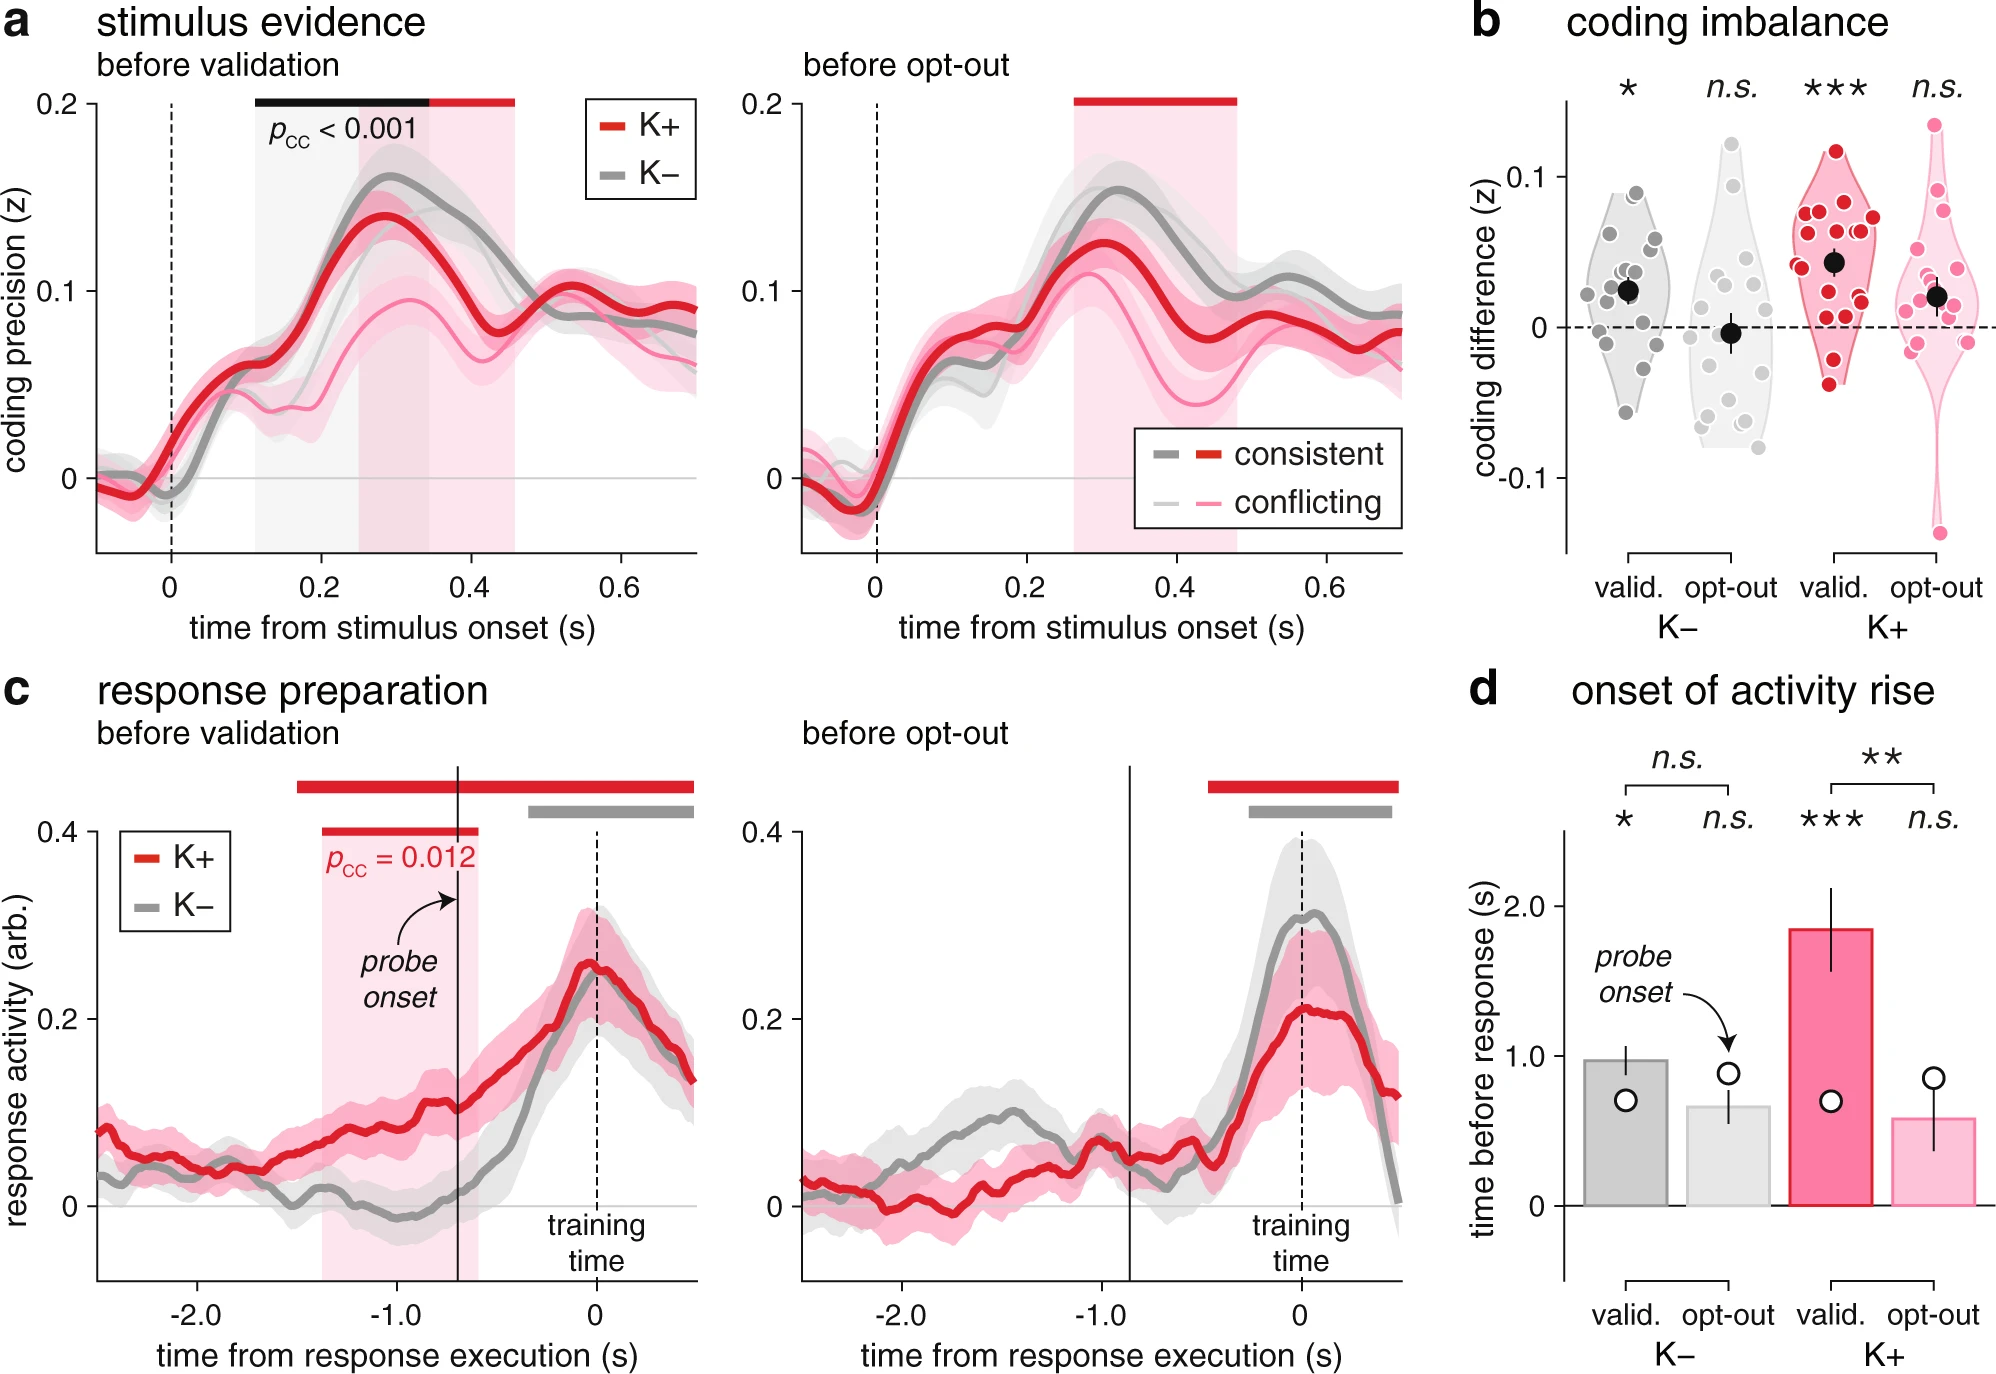 a stimulus evidence
before validation
0.2
0.1
0
p_CC < 0.001
K+
K−
0
0.2
0.4
0.6
time from stimulus onset (s)
coding precision (z)
before opt-out
0.2
0.1
0
consistent
conflicting
0
0.2
0.4
0.6
time from stimulus onset (s)
b coding imbalance
* n.s. *** n.s.
coding difference (z)
0.1
0
-0.1
valid. opt-out valid. opt-out
K− K+
c response preparation
before validation
0.4
0.2
0
K+
K−
p_CC = 0.012
probe
onset
training
time
-2.0
-1.0
0
time from response execution (s)
response activity (arb.)
before opt-out
0.4
0.2
0
training
time
-2.0
-1.0
0
time from response execution (s)
d onset of activity rise
n.s. **
* n.s. *** n.s.
time before response (s)
2.0
1.0
0
probe
onset
valid. opt-out valid. opt-out
K− K+